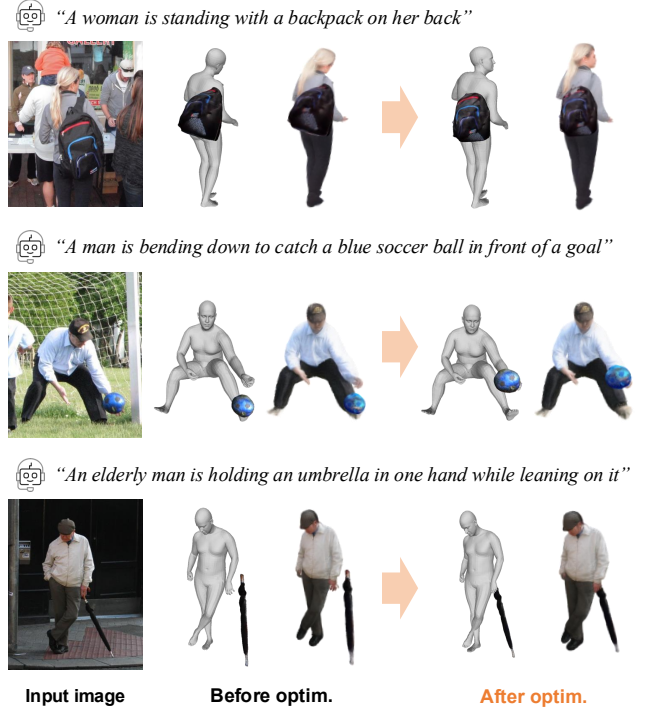 “A woman is standing with a backpack on her back”
“A man is bending down to catch a blue soccer ball in front of a goal”
“An elderly man is holding an umbrella in one hand while leaning on it”
Input image Before optim. After optim.